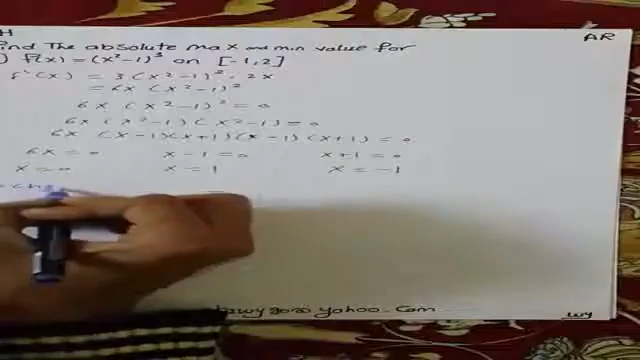 H AR
Find The absolute max and min value for
) f(x) = (x²-1)³ on [-1,2]
f'(x) = 3(x²-1)². 2x
= 6x (x²-1)²
6x (x²-1)² = 0
6x (x²-1)(x²-1) = 0
6x (x-1)(x+1)(x-1)(x+1) = 0
6x = 0 x-1 = 0 x+1 = 0
x = 0 x = 1 x = -1
yahoo.com